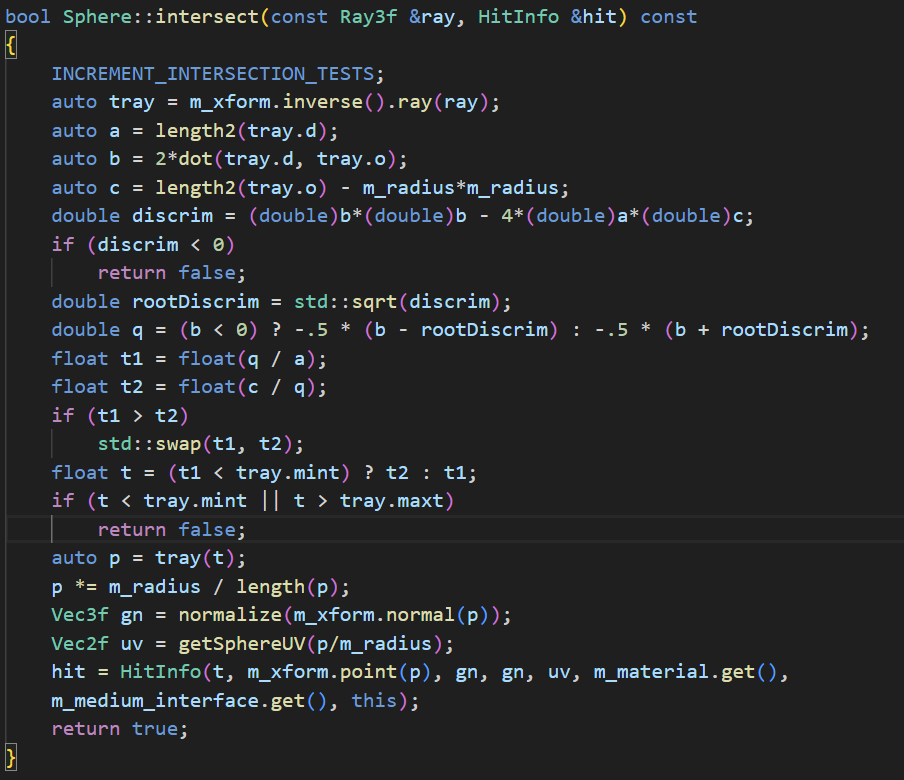 bool Sphere::intersect(const Ray3f &ray, HitInfo &hit) const
{
    INCREMENT_INTERSECTION_TESTS;
    auto tray = m_xform.inverse().ray(ray);
    auto a = length2(tray.d);
    auto b = 2*dot(tray.d, tray.o);
    auto c = length2(tray.o) - m_radius*m_radius;
    double discrim = (double)b*(double)b - 4*(double)a*(double)c;
    if (discrim < 0)
        return false;
    double rootDiscrim = std::sqrt(discrim);
    double q = (b < 0) ? -.5 * (b - rootDiscrim) : -.5 * (b + rootDiscrim);
    float t1 = float(q / a);
    float t2 = float(c / q);
    if (t1 > t2)
        std::swap(t1, t2);
    float t = (t1 < tray.mint) ? t2 : t1;
    if (t < tray.mint || t > tray.maxt)
        return false;
    auto p = tray(t);
    p *= m_radius / length(p);
    Vec3f gn = normalize(m_xform.normal(p));
    Vec2f uv = getSphereUV(p/m_radius);
    hit = HitInfo(t, m_xform.point(p), gn, gn, uv, m_material.get(),
    m_medium_interface.get(), this);
    return true;
}